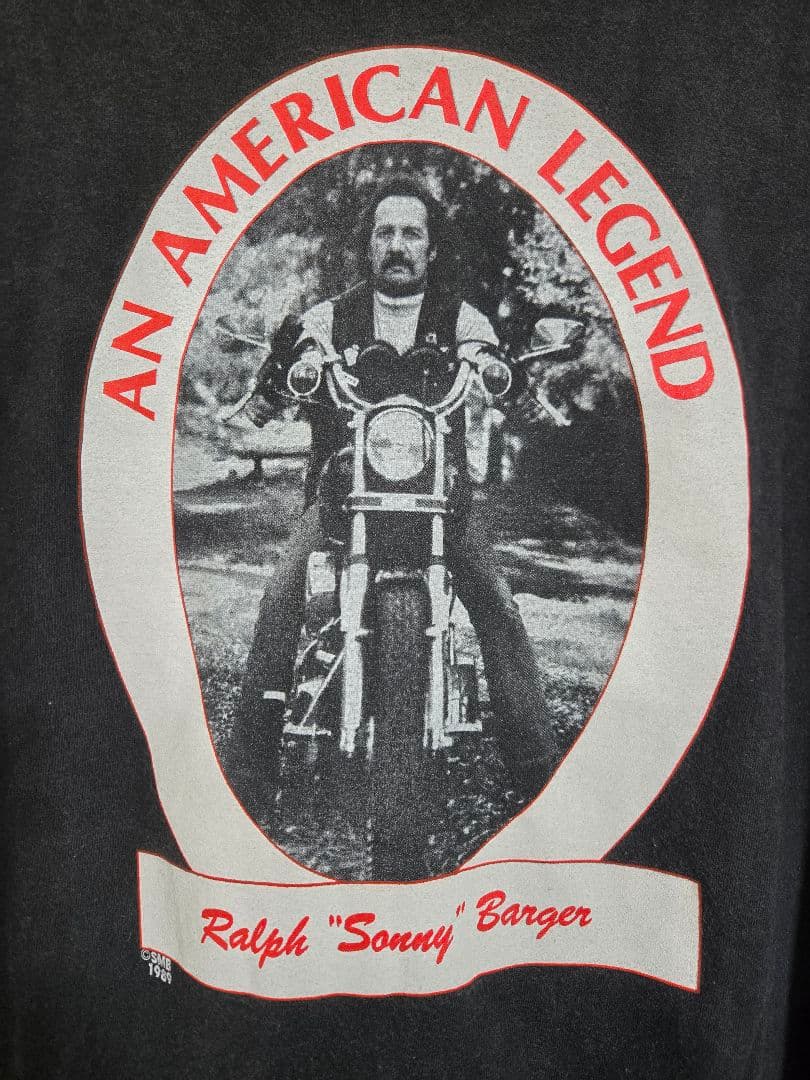 AN AMERICAN LEGEND
Ralph "Sonny" Barger
©SMB
1989